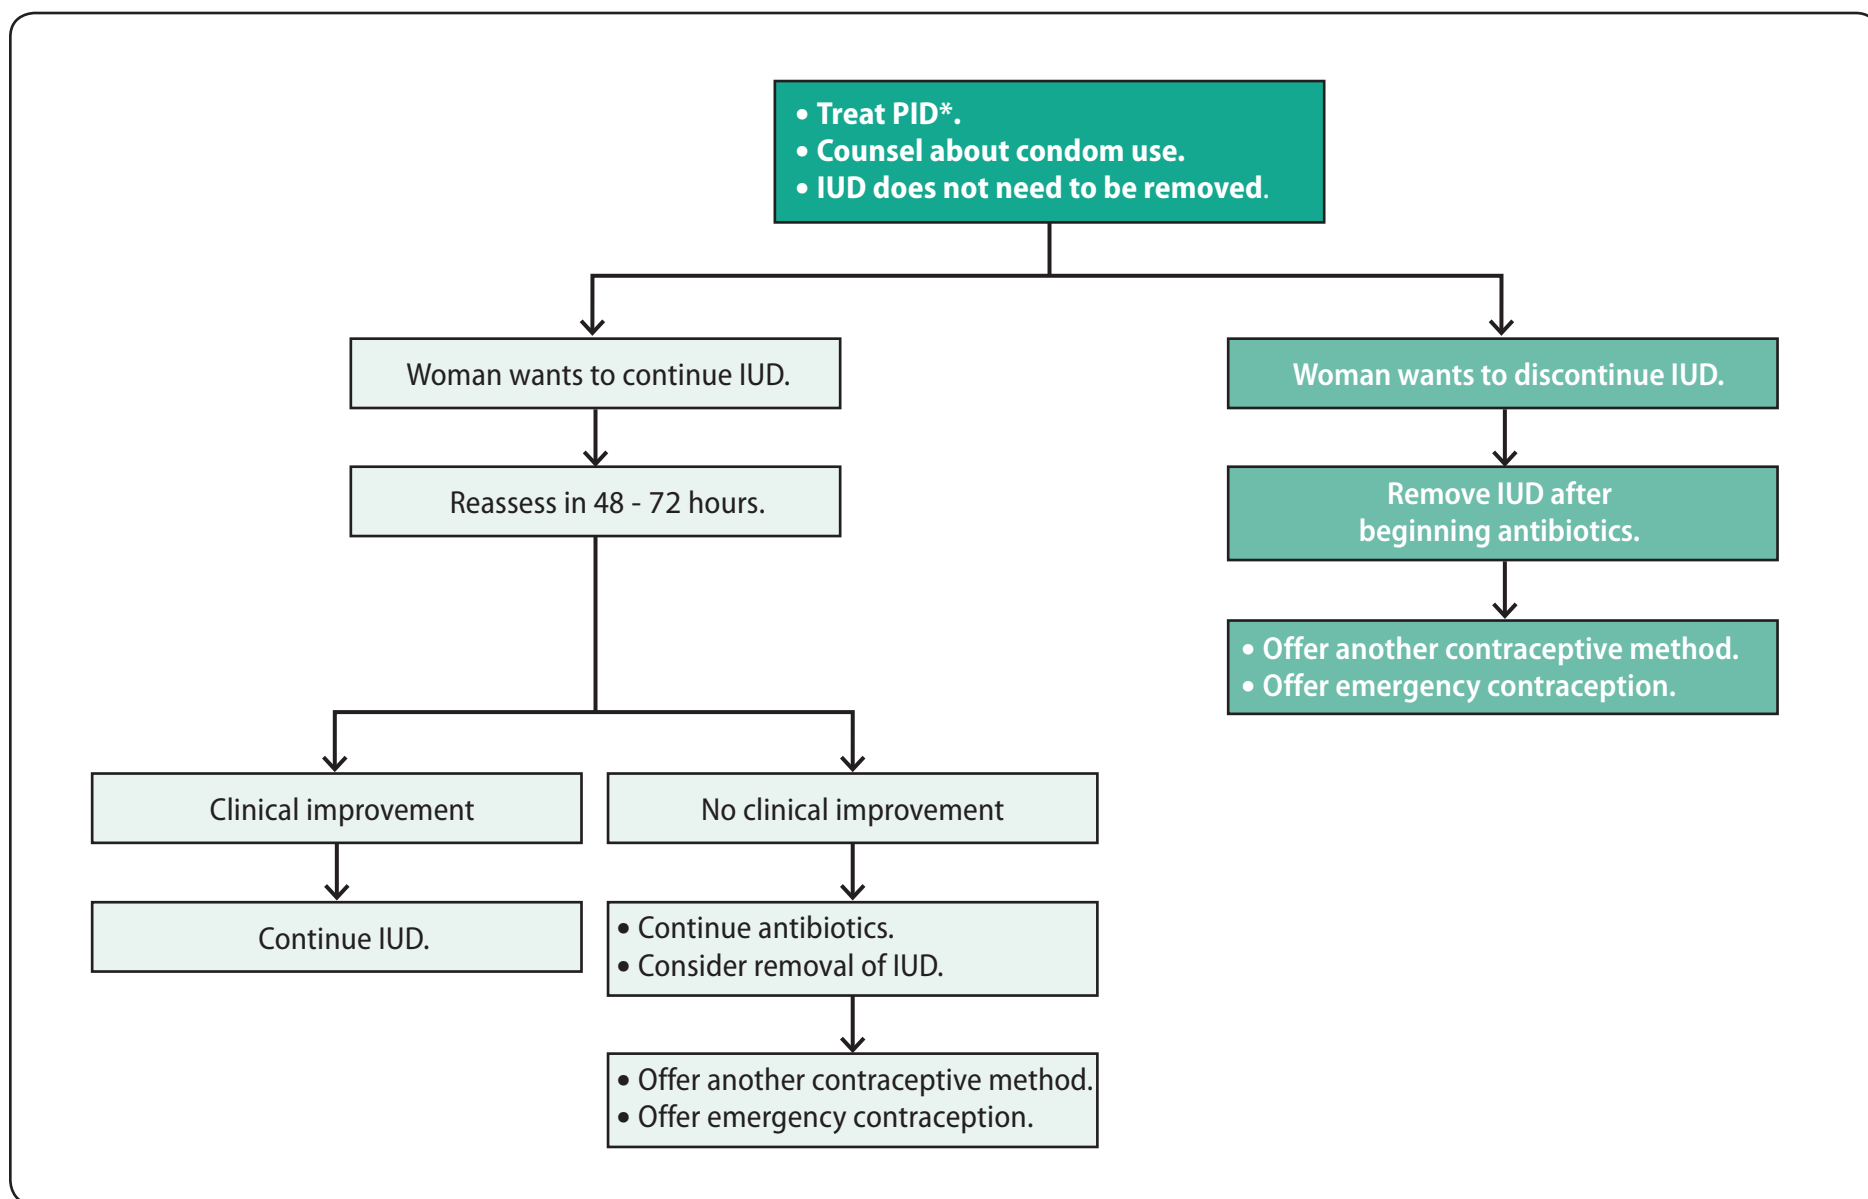 • Treat PID*.
• Counsel about condom use.
• IUD does not need to be removed.
Woman wants to continue IUD.
Reassess in 48 - 72 hours.
Clinical improvement
Continue IUD.
No clinical improvement
• Continue antibiotics.
• Consider removal of IUD.
• Offer another contraceptive method.
• Offer emergency contraception.
Woman wants to discontinue IUD.
Remove IUD after
beginning antibiotics.
• Offer another contraceptive method.
• Offer emergency contraception.